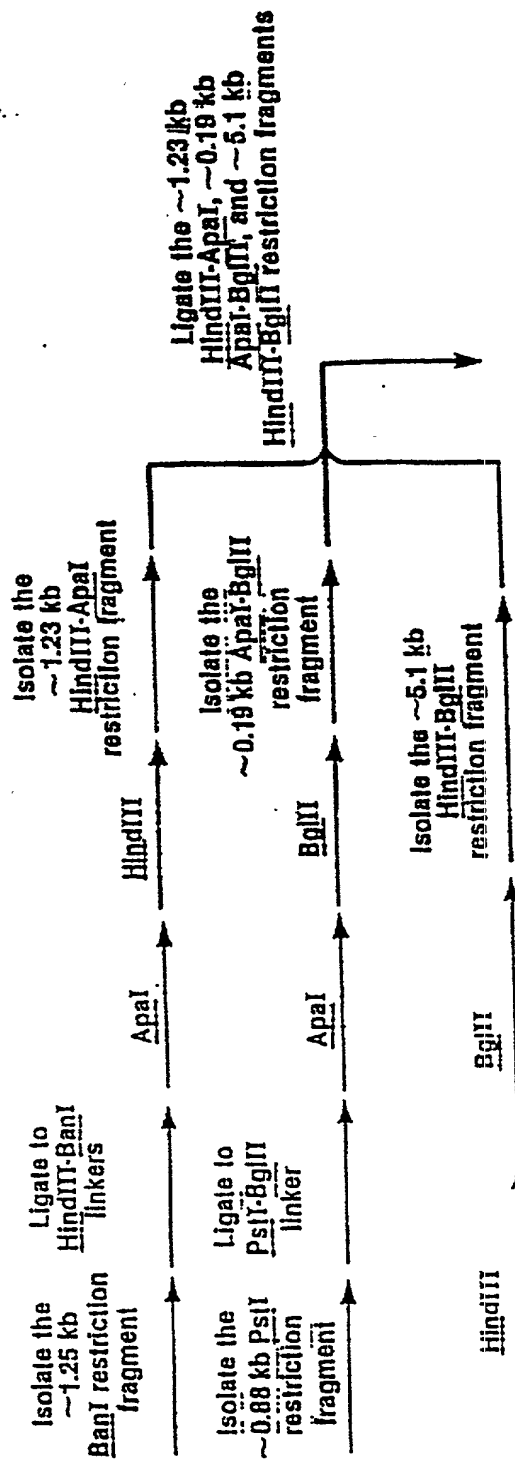 Isolate the
~1.25 kb
BanI restriction
fragment
Ligate to
HindIII-BanI
linkers
ApaI
HindIII
Isolate the
~1.23 kb
HindIII-ApaI
restriction fragment
Isolate the
~0.88 kb PstI
restriction
fragment
Ligate to
PstI-BglII
linker
ApaI
BglII
Isolate the
~0.19 kb ApaI-BglII
restriction
fragment
HindIII
BglII
Isolate the ~5.1 kb
HindIII-BglII
restriction fragment
Ligate the ~1.23 kb
HindIII-ApaI, ~0.19 kb
ApaI-BglII, and ~5.1 kb
HindIII-BglII restriction fragments